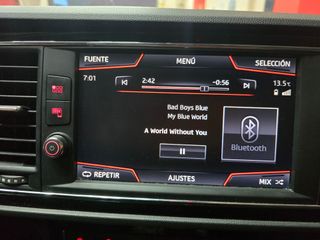 FUENTE
MENÚ
SELECCIÓN
7:01
2:42
-0:56
13.5°C
Bad Boys Blue
My Blue World
A World Without You
Bluetooth
REPETIR
AJUSTES
MIX